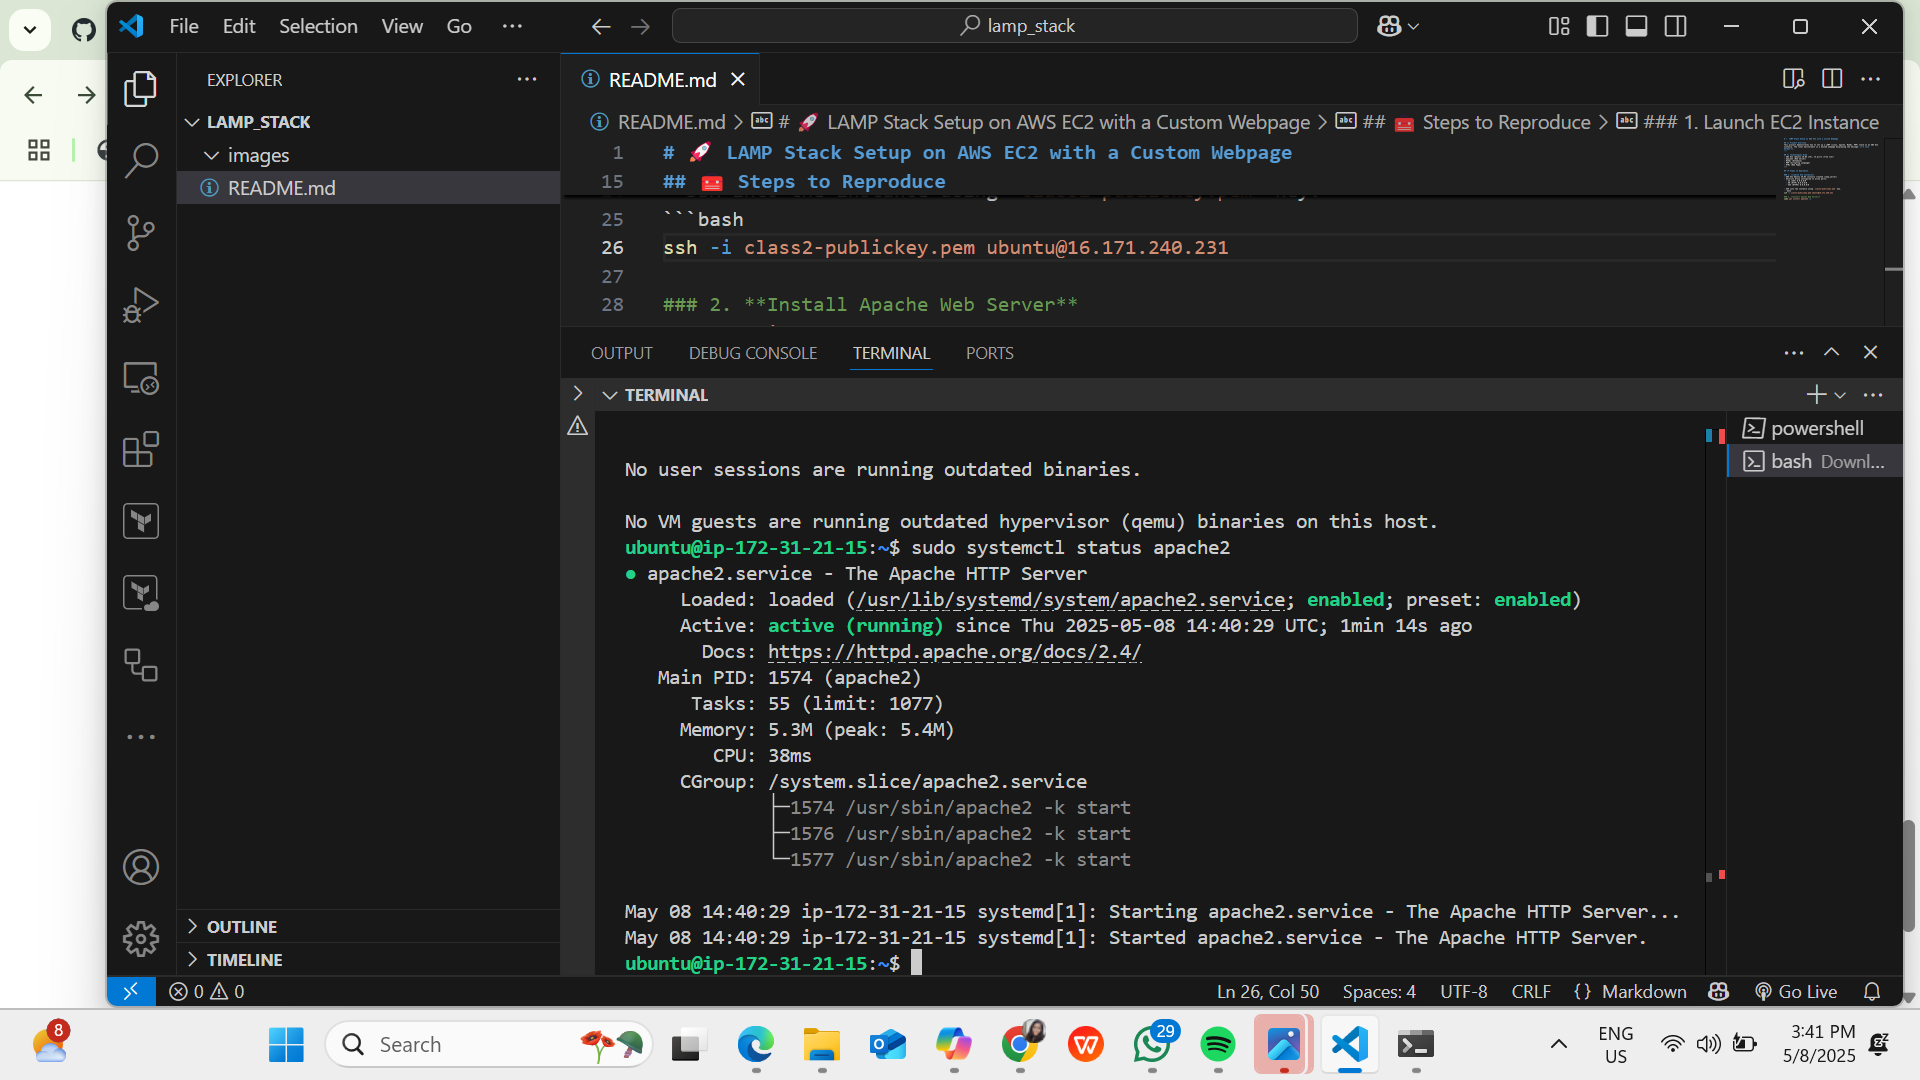 File Edit Selection View Go ···
lamp_stack
EXPLORER
LAMP_STACK
images
README.md
OUTLINE
TIMELINE
README.md
README.md > # 🚀 LAMP Stack Setup on AWS EC2 with a Custom Webpage > ## 🧰 Steps to Reproduce > ### 1. Launch EC2 Instance
1 # 🚀 LAMP Stack Setup on AWS EC2 with a Custom Webpage
15 ## 🧰 Steps to Reproduce
25 ```bash
26 ssh -i class2-publickey.pem ubuntu@16.171.240.231
27
28 ### 2. **Install Apache Web Server**
OUTPUT DEBUG CONSOLE TERMINAL PORTS
TERMINAL
powershell
bash Downl...
No user sessions are running outdated binaries.
No VM guests are running outdated hypervisor (qemu) binaries on this host.
ubuntu@ip-172-31-21-15:~$ sudo systemctl status apache2
● apache2.service - The Apache HTTP Server
Loaded: loaded (/usr/lib/systemd/system/apache2.service; enabled; preset: enabled)
Active: active (running) since Thu 2025-05-08 14:40:29 UTC; 1min 14s ago
Docs: https://httpd.apache.org/docs/2.4/
Main PID: 1574 (apache2)
Tasks: 55 (limit: 1077)
Memory: 5.3M (peak: 5.4M)
CPU: 38ms
CGroup: /system.slice/apache2.service
├─1574 /usr/sbin/apache2 -k start
├─1576 /usr/sbin/apache2 -k start
└─1577 /usr/sbin/apache2 -k start
May 08 14:40:29 ip-172-31-21-15 systemd[1]: Starting apache2.service - The Apache HTTP Server...
May 08 14:40:29 ip-172-31-21-15 systemd[1]: Started apache2.service - The Apache HTTP Server.
ubuntu@ip-172-31-21-15:~$
0 0
Ln 26, Col 50 Spaces: 4 UTF-8 CRLF {} Markdown Go Live
8
Search
29
ENG
US
3:41 PM
5/8/2025